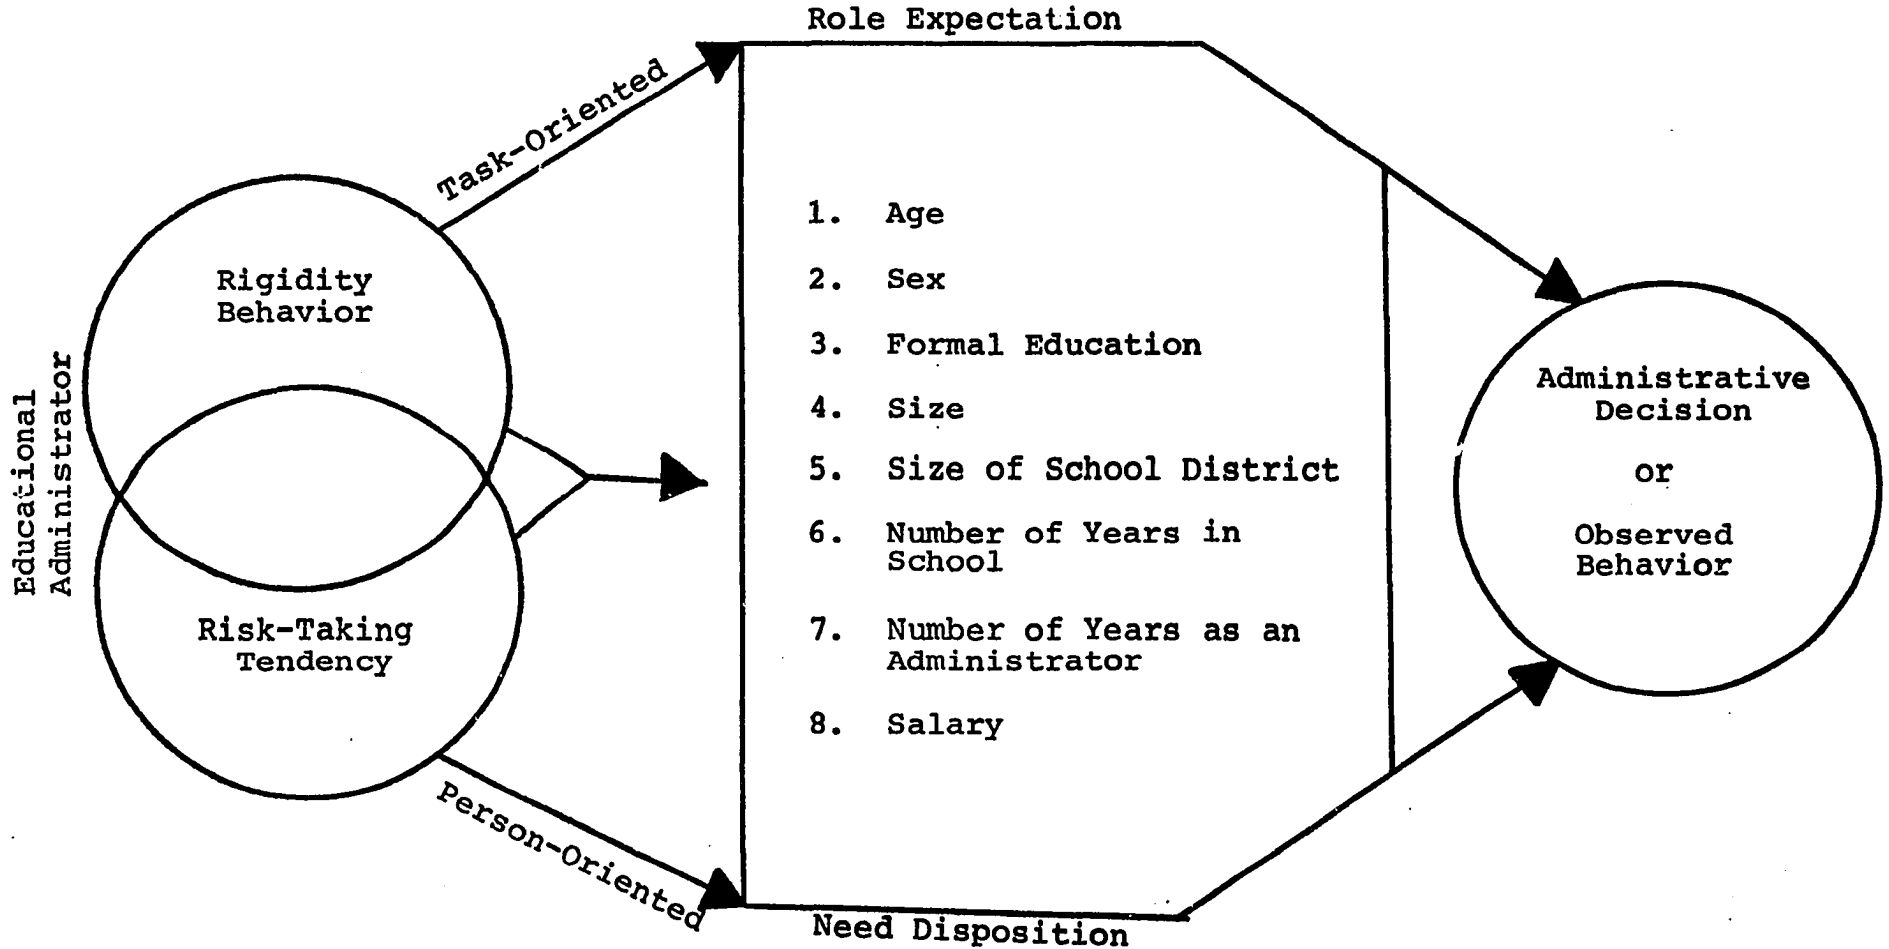 Role Expectation
Task-Oriented
Rigidity
Behavior
Educational
Administrator
Risk-Taking
Tendency
Person-Oriented
1. Age
2. Sex
3. Formal Education
4. Size
5. Size of School District
6. Number of Years in
School
7. Number of Years as an
Administrator
8. Salary
Need Disposition
Administrative
Decision
or
Observed
Behavior